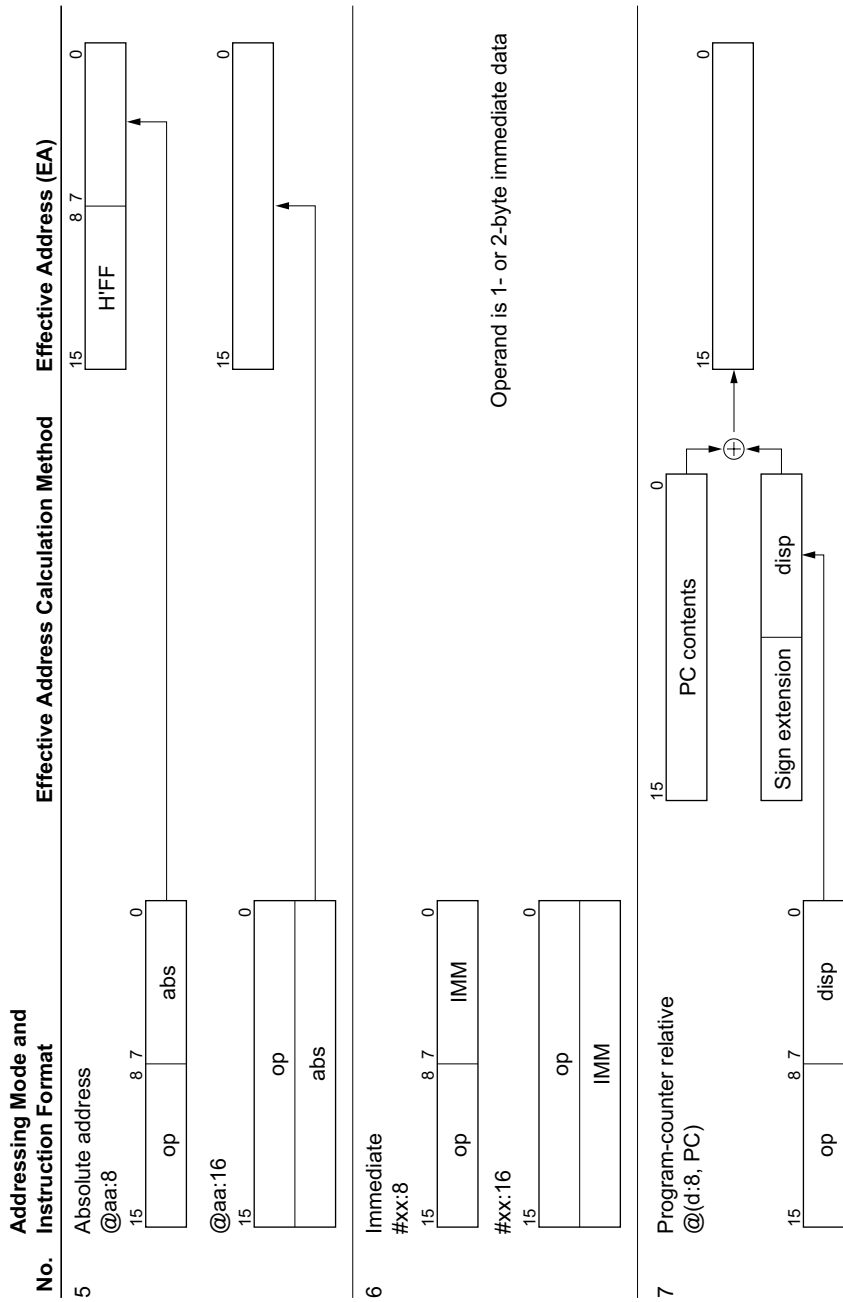 Addressing Mode and
No. Instruction Format Effective Address Calculation Method Effective Address (EA)
5 Absolute address
@aa:8
15 8 7 0
op abs
15 8 7 0
H'FF
@aa:16
15 0
op
abs
15 0
6 Immediate
#xx:8
15 8 7 0
op IMM
#xx:16
15 0
op
IMM
Operand is 1- or 2-byte immediate data
7 Program-counter relative
@(d:8, PC)
15 8 7 0
op disp
15 0
PC contents
Sign extension disp
15 0